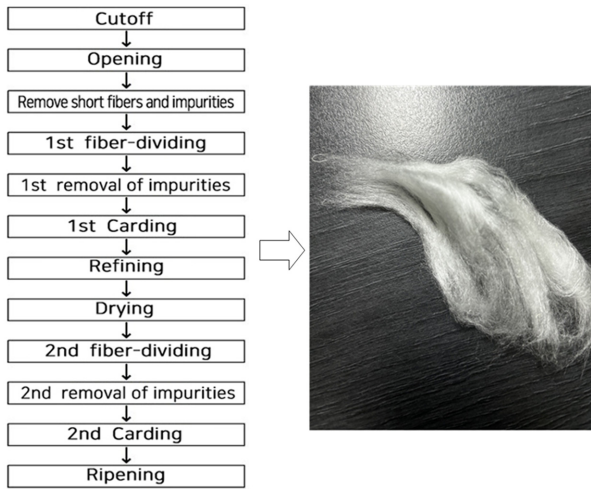 Cutoff
Opening
Remove short fibers and impurities
1st fiber-dividing
1st removal of impurities
1st Carding
Refining
Drying
2nd fiber-dividing
2nd removal of impurities
2nd Carding
Ripening